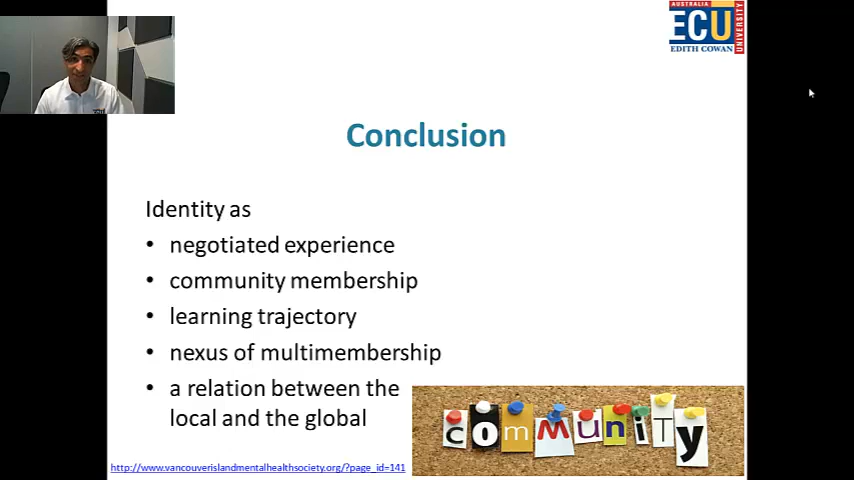 AUSTRALIA
ECU
EDITH COWAN
UNIVERSITY
Conclusion
Identity as
• negotiated experience
• community membership
• learning trajectory
• nexus of multimembership
• a relation between the
local and the global
coMMUniTy
http://www.vancouverislandmentalhealthsociety.org/?page_id=141